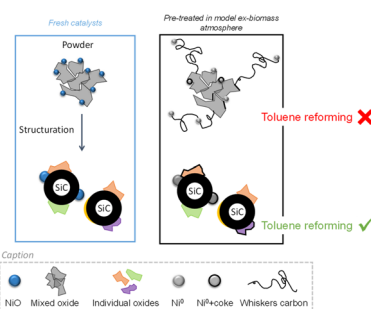 Fresh catalysts
Pre-treated in model ex-biomass
atmosphere
Powder
Structuration
SiC
SiC
SiC
SiC
Toluene reforming
Toluene reforming
Caption
NiO
Mixed oxide
Individual oxides
Ni⁰
Ni⁰+coke
Whiskers carbon